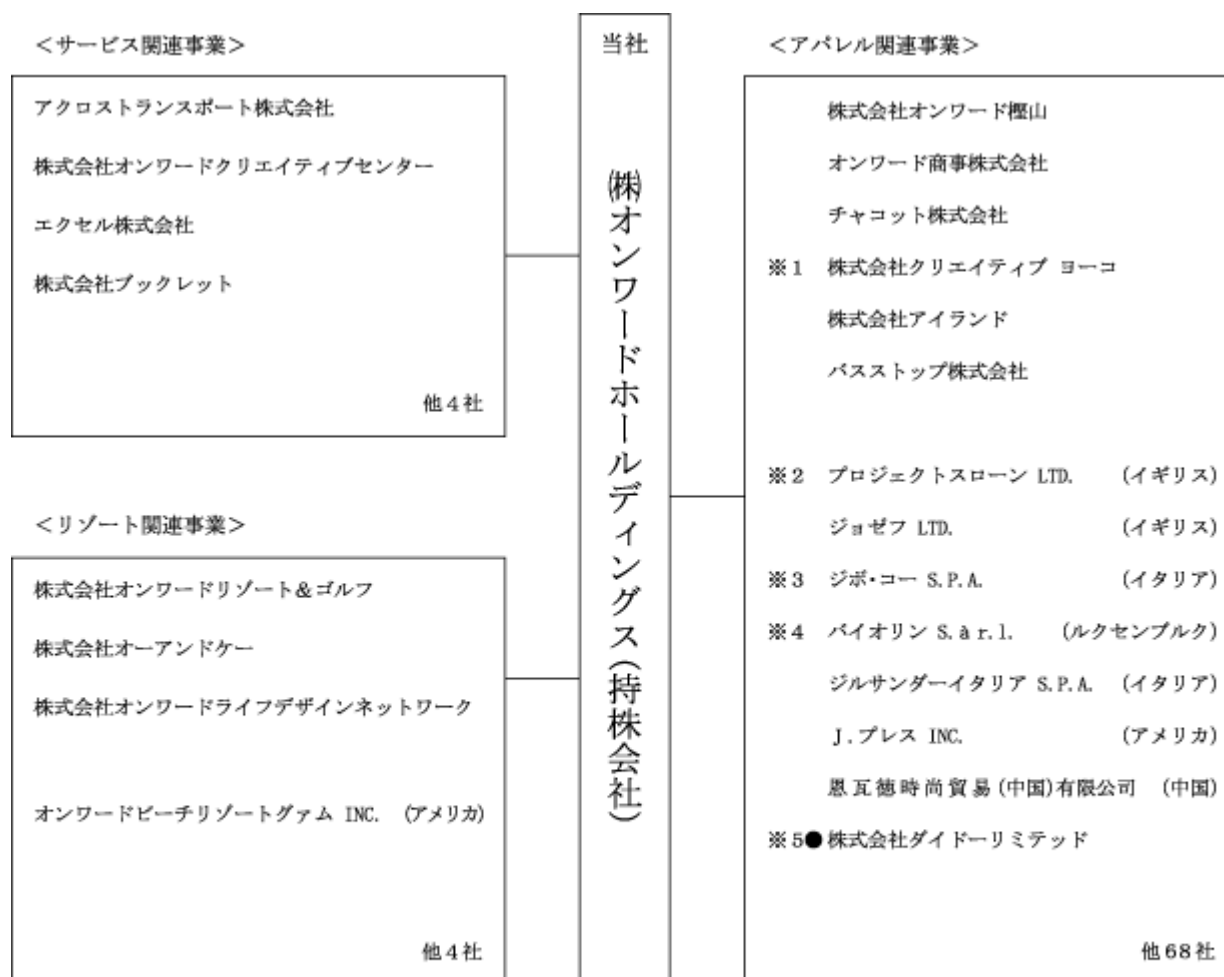 <サービス関連事業>
アクロストランスポート株式会社
株式会社オンワードクリエイティブセンター
エクセル株式会社
株式会社ブックレット
他4社
<リゾート関連事業>
株式会社オンワードリゾート&ゴルフ
株式会社オーアンドケー
株式会社オンワードライフデザインネットワーク
オンワードビーチリゾートグァム INC. (アメリカ)
他4社
当社
㈱オンワードホールディングス(持株会社)
<アパレル関連事業>
株式会社オンワード樫山
オンワード商事株式会社
チャコット株式会社
※1 株式会社クリエイティブ ヨーコ
株式会社アイランド
バスストップ株式会社
※2 プロジェクトスローン LTD. (イギリス)
ジョゼフ LTD. (イギリス)
※3 ジボ・コー S.P.A. (イタリア)
※4 バイオリン S.à r.l. (ルクセンブルク)
ジルサンダーイタリア S.P.A. (イタリア)
J.プレス INC. (アメリカ)
恩瓦徳時尚貿易(中国)有限公司 (中国)
※5●株式会社ダイドーリミテッド
他68社